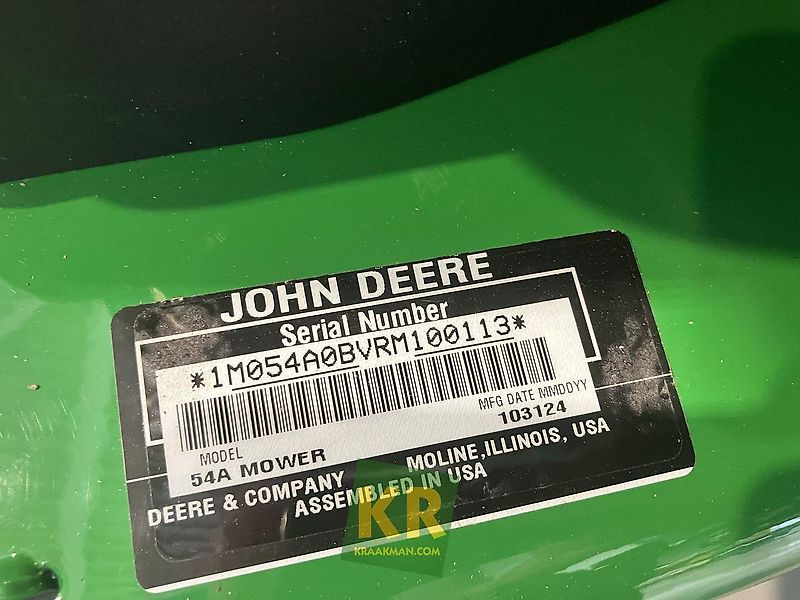 JOHN DEERE
Serial Number
*1M054A0BVRM100113*
MFG DATE MMDDYY
103124
MODEL
54A MOWER
DEERE & COMPANY MOLINE, ILLINOIS, USA
ASSEMBLED IN USA
KR
KRAAKMAN.COM